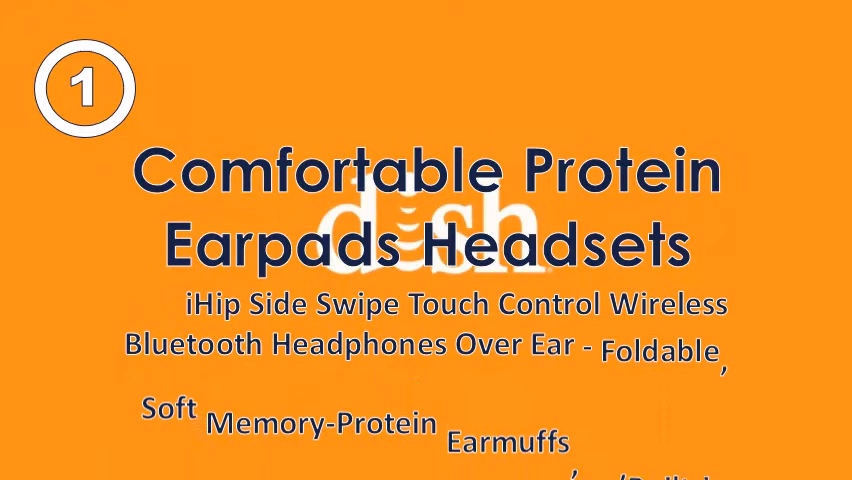 1
Comfortable Protein
Earpads Headsets
dish
iHip Side Swipe Touch Control Wireless
Bluetooth Headphones Over Ear - Foldable,
Soft Memory-Protein Earmuffs,